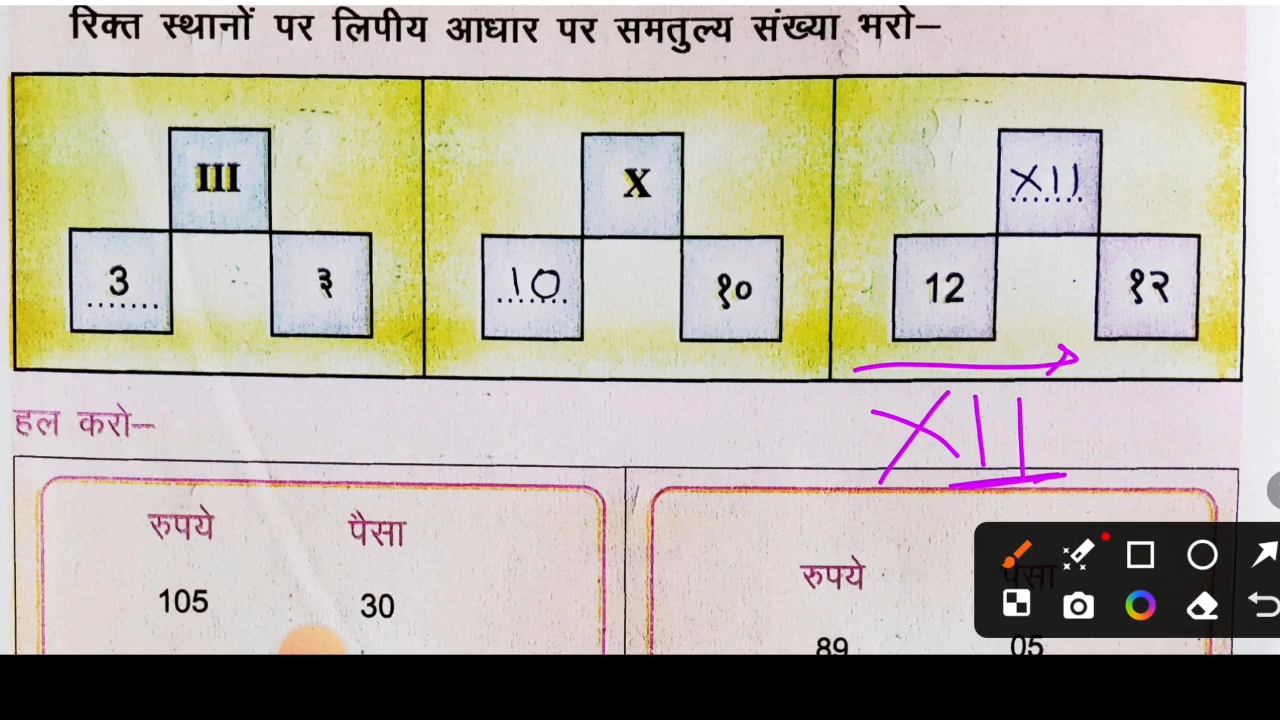 रिक्त स्थानों पर लिपीय आधार पर समतुल्य संख्या भरो–
III X XII
3 ३ 10 १० 12 १२
XII
हल करो–
रुपये पैसा
रुपये पैसा
105 30
89 05